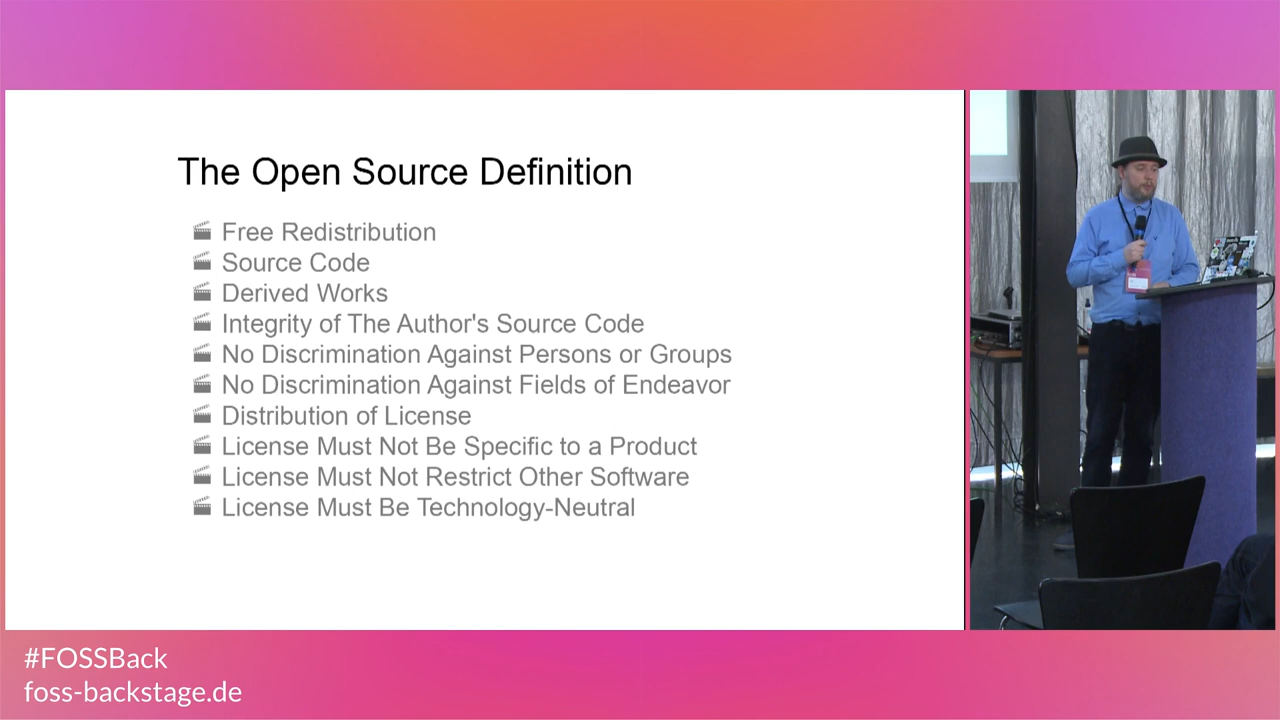 The Open Source Definition
Free Redistribution
Source Code
Derived Works
Integrity of The Author's Source Code
No Discrimination Against Persons or Groups
No Discrimination Against Fields of Endeavor
Distribution of License
License Must Not Be Specific to a Product
License Must Not Restrict Other Software
License Must Be Technology-Neutral
#FOSSBack
foss-backstage.de